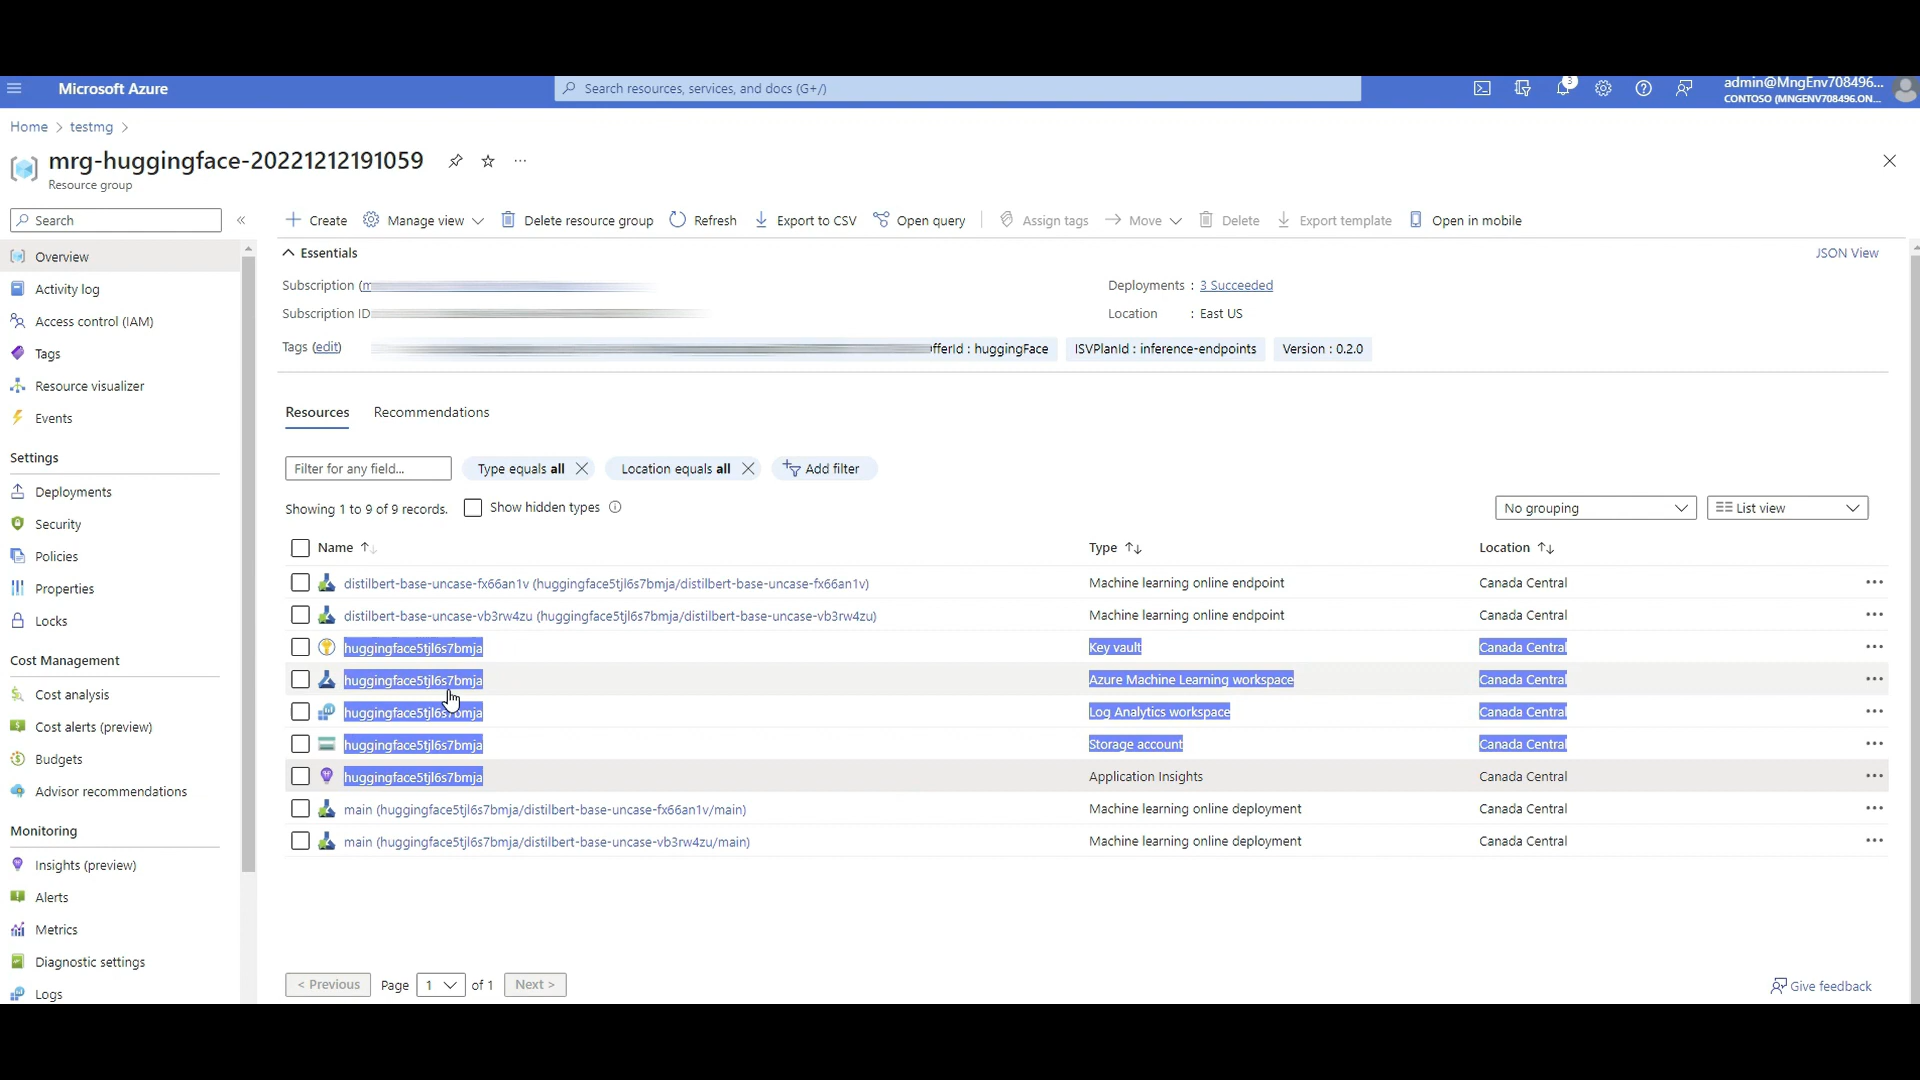 Microsoft Azure
Search resources, services, and docs (G+/)
3
admin@MngEnv708496...
CONTOSO (MNGENV708496.ON...
Home > testmg >
mrg-huggingface-20221212191059
Resource group
Search
Create Manage view Delete resource group Refresh Export to CSV Open query Assign tags Move Delete Export template Open in mobile
Overview
Activity log
Access control (IAM)
Tags
Resource visualizer
Events
Settings
Deployments
Security
Policies
Properties
Locks
Cost Management
Cost analysis
Cost alerts (preview)
Budgets
Advisor recommendations
Monitoring
Insights (preview)
Alerts
Metrics
Diagnostic settings
Logs
Essentials
JSON View
Subscription (m
Deployments : 3 Succeeded
Subscription ID
Location : East US
Tags (edit)
fferId : huggingFace ISVPlanId : inference-endpoints Version : 0.2.0
Resources Recommendations
Filter for any field... Type equals all Location equals all Add filter
Showing 1 to 9 of 9 records. Show hidden types
No grouping List view
Name Type Location
distilbert-base-uncase-fx66an1v (huggingface5tjl6s7bmja/distilbert-base-uncase-fx66an1v) Machine learning online endpoint Canada Central
distilbert-base-uncase-vb3rw4zu (huggingface5tjl6s7bmja/distilbert-base-uncase-vb3rw4zu) Machine learning online endpoint Canada Central
huggingface5tjl6s7bmja Key vault Canada Central
huggingface5tjl6s7bmja Azure Machine Learning workspace Canada Central
huggingface5tjl6s7bmja Log Analytics workspace Canada Central
huggingface5tjl6s7bmja Storage account Canada Central
huggingface5tjl6s7bmja Application Insights Canada Central
main (huggingface5tjl6s7bmja/distilbert-base-uncase-fx66an1v/main) Machine learning online deployment Canada Central
main (huggingface5tjl6s7bmja/distilbert-base-uncase-vb3rw4zu/main) Machine learning online deployment Canada Central
< Previous Page 1 of 1 Next >
Give feedback